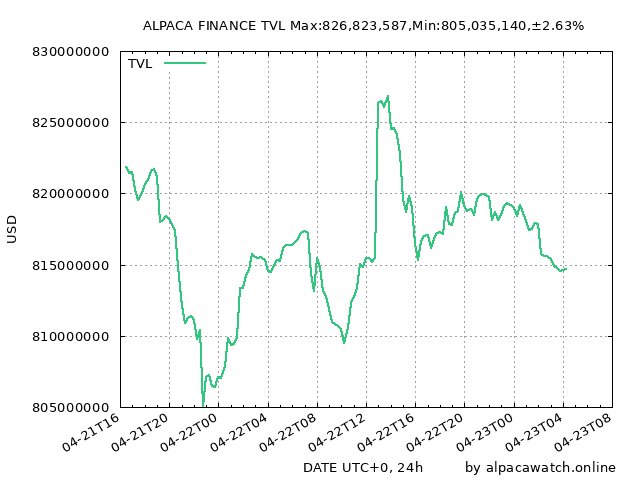 ALPACA FINANCE TVL Max:826,823,587,Min:805,035,140,±2.63%
830000000
TVL
825000000
820000000
USD
815000000
810000000
805000000
04-21T16 04-21T20 04-22T00 04-22T04 04-22T08 04-22T12 04-22T16 04-22T20 04-23T00 04-23T04 04-23T08
DATE UTC+0, 24h by alpacawatch.online